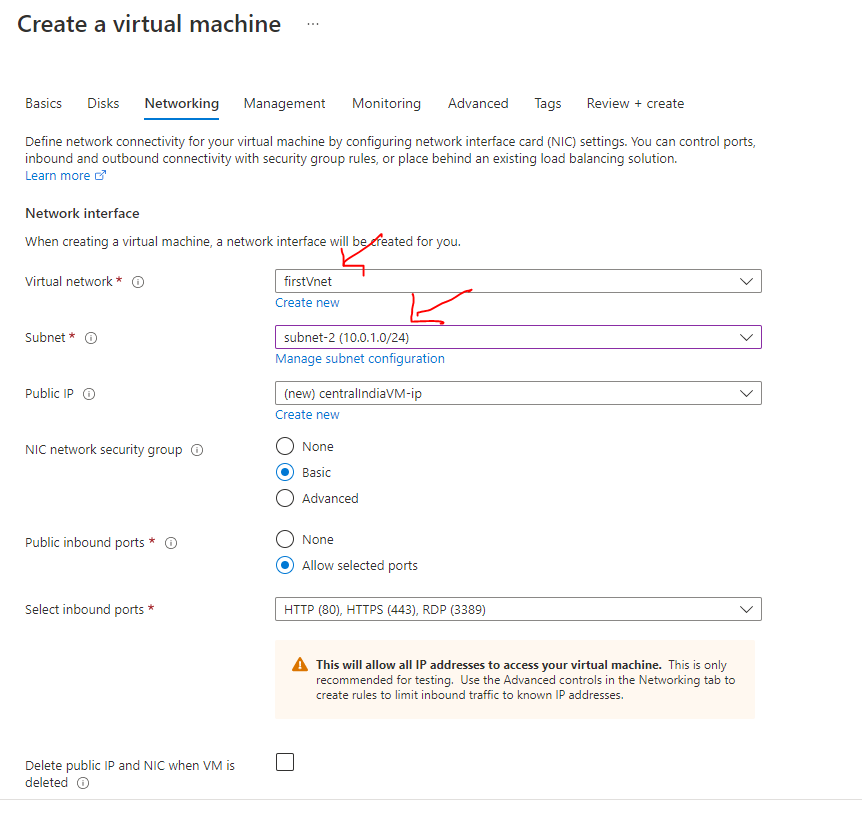 Create a virtual machine ...
Basics Disks Networking Management Monitoring Advanced Tags Review + create
Define network connectivity for your virtual machine by configuring network interface card (NIC) settings. You can control ports,
inbound and outbound connectivity with security group rules, or place behind an existing load balancing solution.
Learn more
Network interface
When creating a virtual machine, a network interface will be created for you.
Virtual network *
firstVnet
Create new
Subnet *
subnet-2 (10.0.1.0/24)
Manage subnet configuration
Public IP
(new) centralIndiaVM-ip
Create new
NIC network security group
None
Basic
Advanced
Public inbound ports *
None
Allow selected ports
Select inbound ports *
HTTP (80), HTTPS (443), RDP (3389)
This will allow all IP addresses to access your virtual machine. This is only
recommended for testing. Use the Advanced controls in the Networking tab to
create rules to limit inbound traffic to known IP addresses.
Delete public IP and NIC when VM is
deleted